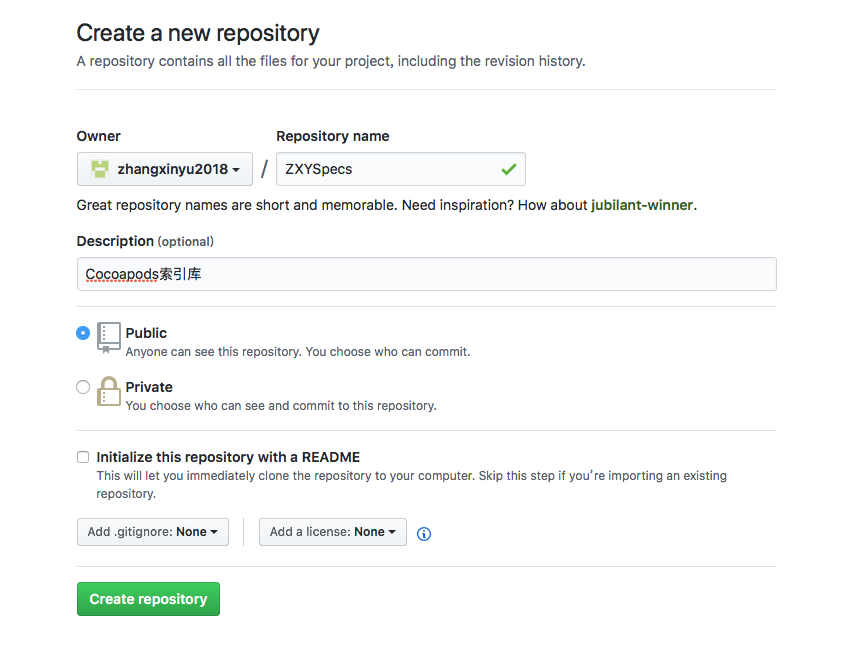 Create a new repository
A repository contains all the files for your project, including the revision history.
Owner
Repository name
zhangxinyu2018 / ZXYSpecs
Great repository names are short and memorable. Need inspiration? How about jubilant-winner.
Description (optional)
Cocoapods索引库
Public
Anyone can see this repository. You choose who can commit.
Private
You choose who can see and commit to this repository.
Initialize this repository with a README
This will let you immediately clone the repository to your computer. Skip this step if you’re importing an existing
repository.
Add .gitignore: None
Add a license: None
Create repository